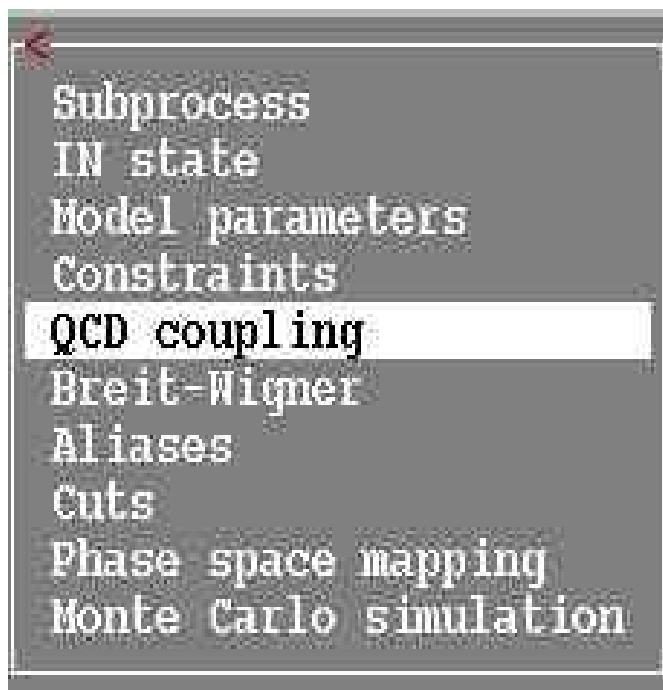 <
Subprocess
IN state
Model parameters
Constraints
QCD coupling
Breit-Wigner
Aliases
Cuts
Phase space mapping
Monte Carlo simulation